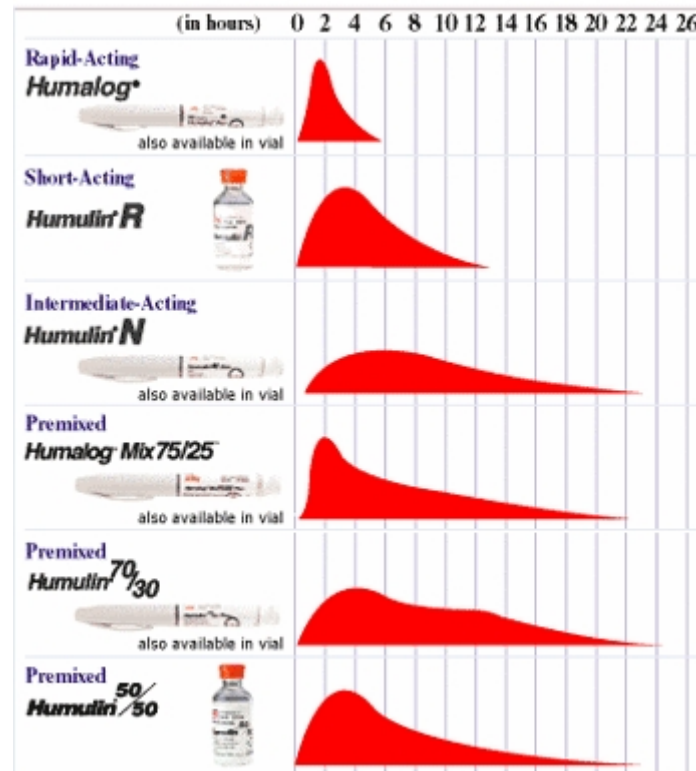 (in hours) 0 2 4 6 8 10 12 14 16 18 20 22 24 26
Rapid-Acting
Humalog
also available in vial
Short-Acting
Humulin R
Intermediate-Acting
Humulin N
also available in vial
Premixed
Humalog Mix 75/25
also available in vial
Premixed
Humulin 70/30
also available in vial
Premixed
Humulin 50/50